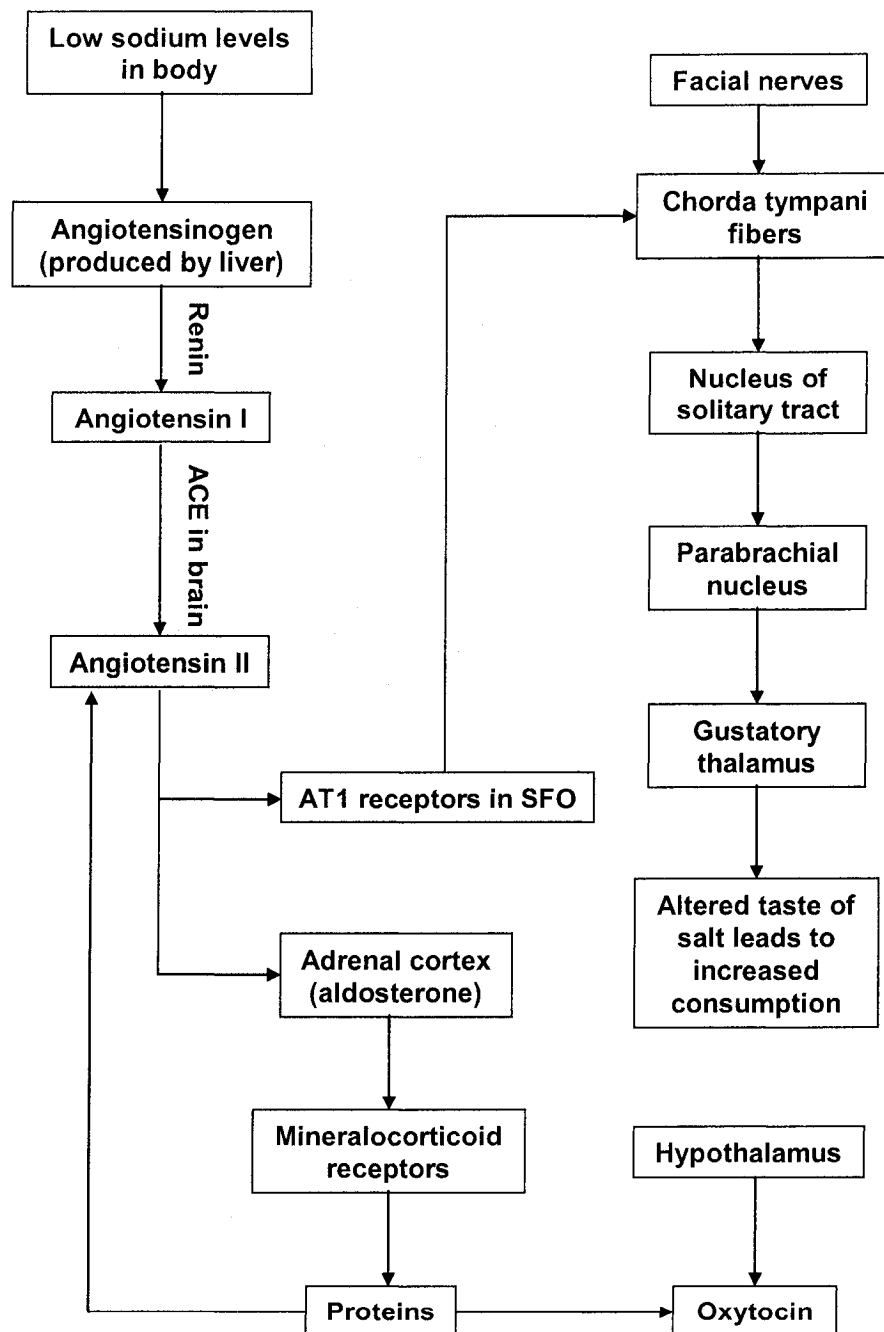 Low sodium levels
in body
Angiotensinogen
(produced by liver)
Renin
Angiotensin I
ACE in brain
Angiotensin II
AT1 receptors in SFO
Adrenal cortex
(aldosterone)
Mineralocorticoid
receptors
Proteins
Facial nerves
Chorda tympani
fibers
Nucleus of
solitary tract
Parabrachial
nucleus
Gustatory
thalamus
Altered taste of
salt leads to
increased
consumption
Hypothalamus
Oxytocin